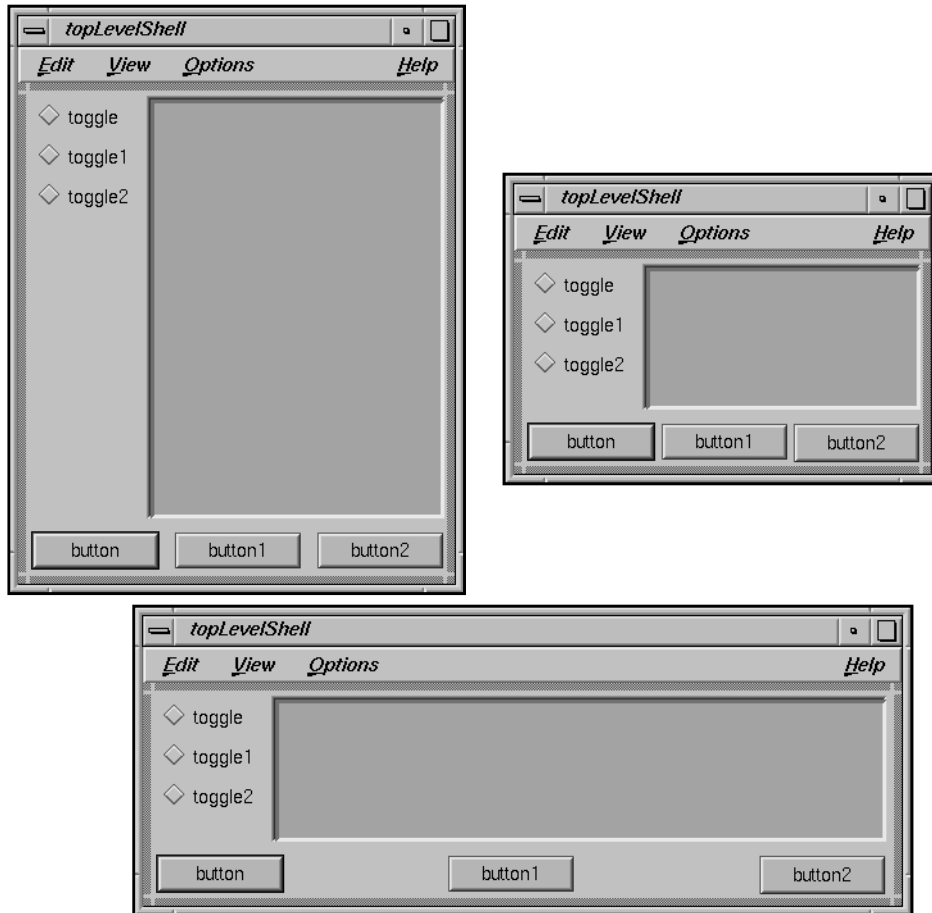 topLevelShell
Edit View Options Help
toggle
toggle1
toggle2
button button1 button2
topLevelShell
Edit View Options Help
toggle
toggle1
toggle2
button button1 button2
topLevelShell
Edit View Options Help
toggle
toggle1
toggle2
button button1 button2